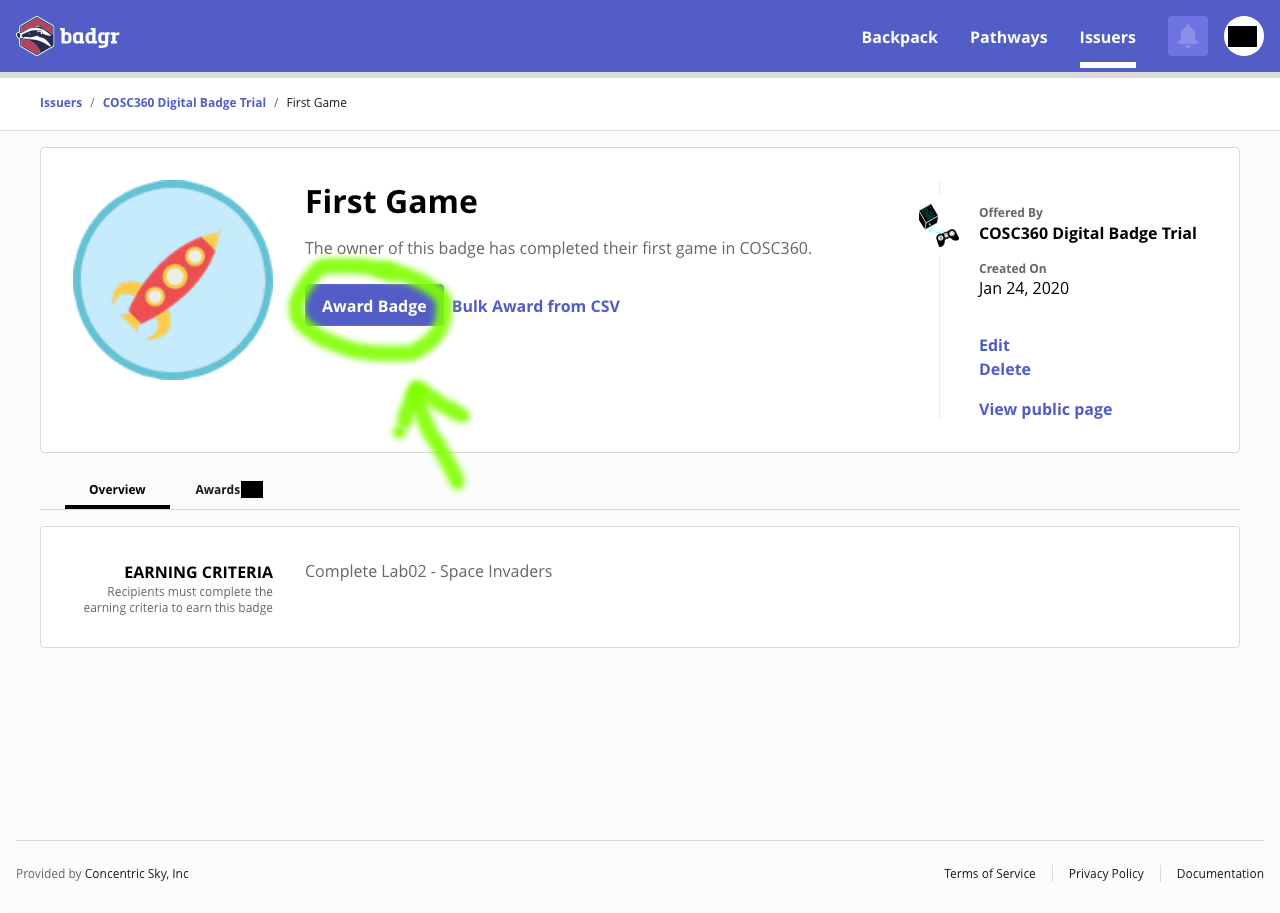 badgr
Backpack Pathways Issuers
Issuers / COSC360 Digital Badge Trial / First Game
First Game
The owner of this badge has completed their first game in COSC360.
Award Badge Bulk Award from CSV
Offered By
COSC360 Digital Badge Trial
Created On
Jan 24, 2020
Edit
Delete
View public page
Overview Awards
EARNING CRITERIA
Recipients must complete the
earning criteria to earn this badge
Complete Lab02 - Space Invaders
Provided by Concentric Sky, Inc
Terms of Service Privacy Policy Documentation